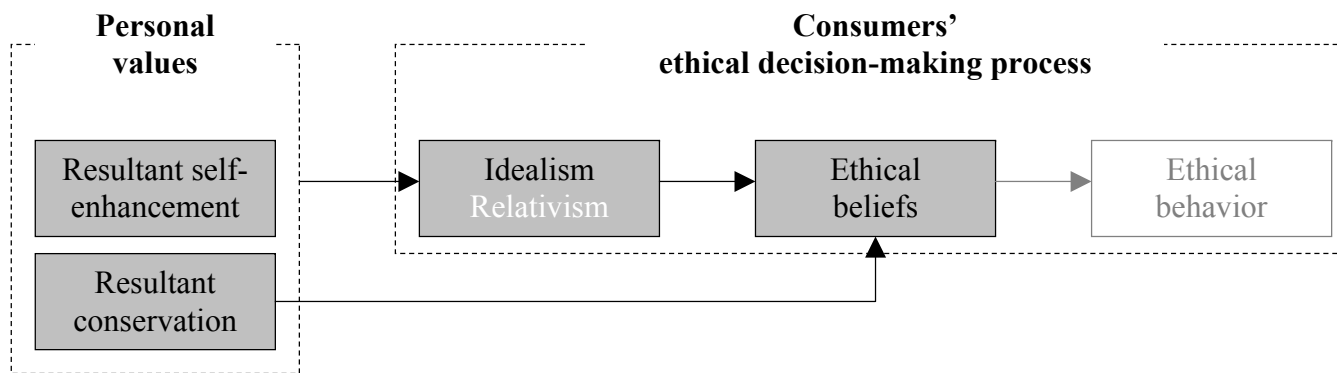 Personal
values
Consumers’
ethical decision-making process
Resultant self-
enhancement
Resultant
conservation
Idealism
Relativism
Ethical
beliefs
Ethical
behavior